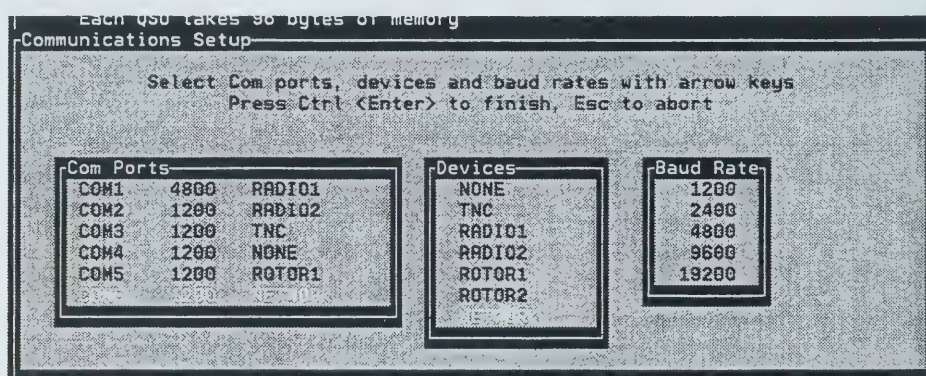 Each QSO takes 96 bytes of memory
Communications Setup
Select Com ports, devices and baud rates with arrow keys
Press Ctrl <Enter> to finish, Esc to abort
Com Ports
COM1 4800 RADIO1
COM2 1200 RADIO2
COM3 1200 TNC
COM4 1200 NONE
COM5 1200 ROTOR1
Devices
NONE
TNC
RADIO1
RADIO2
ROTOR1
ROTOR2
Baud Rate
1200
2400
4800
9600
19200